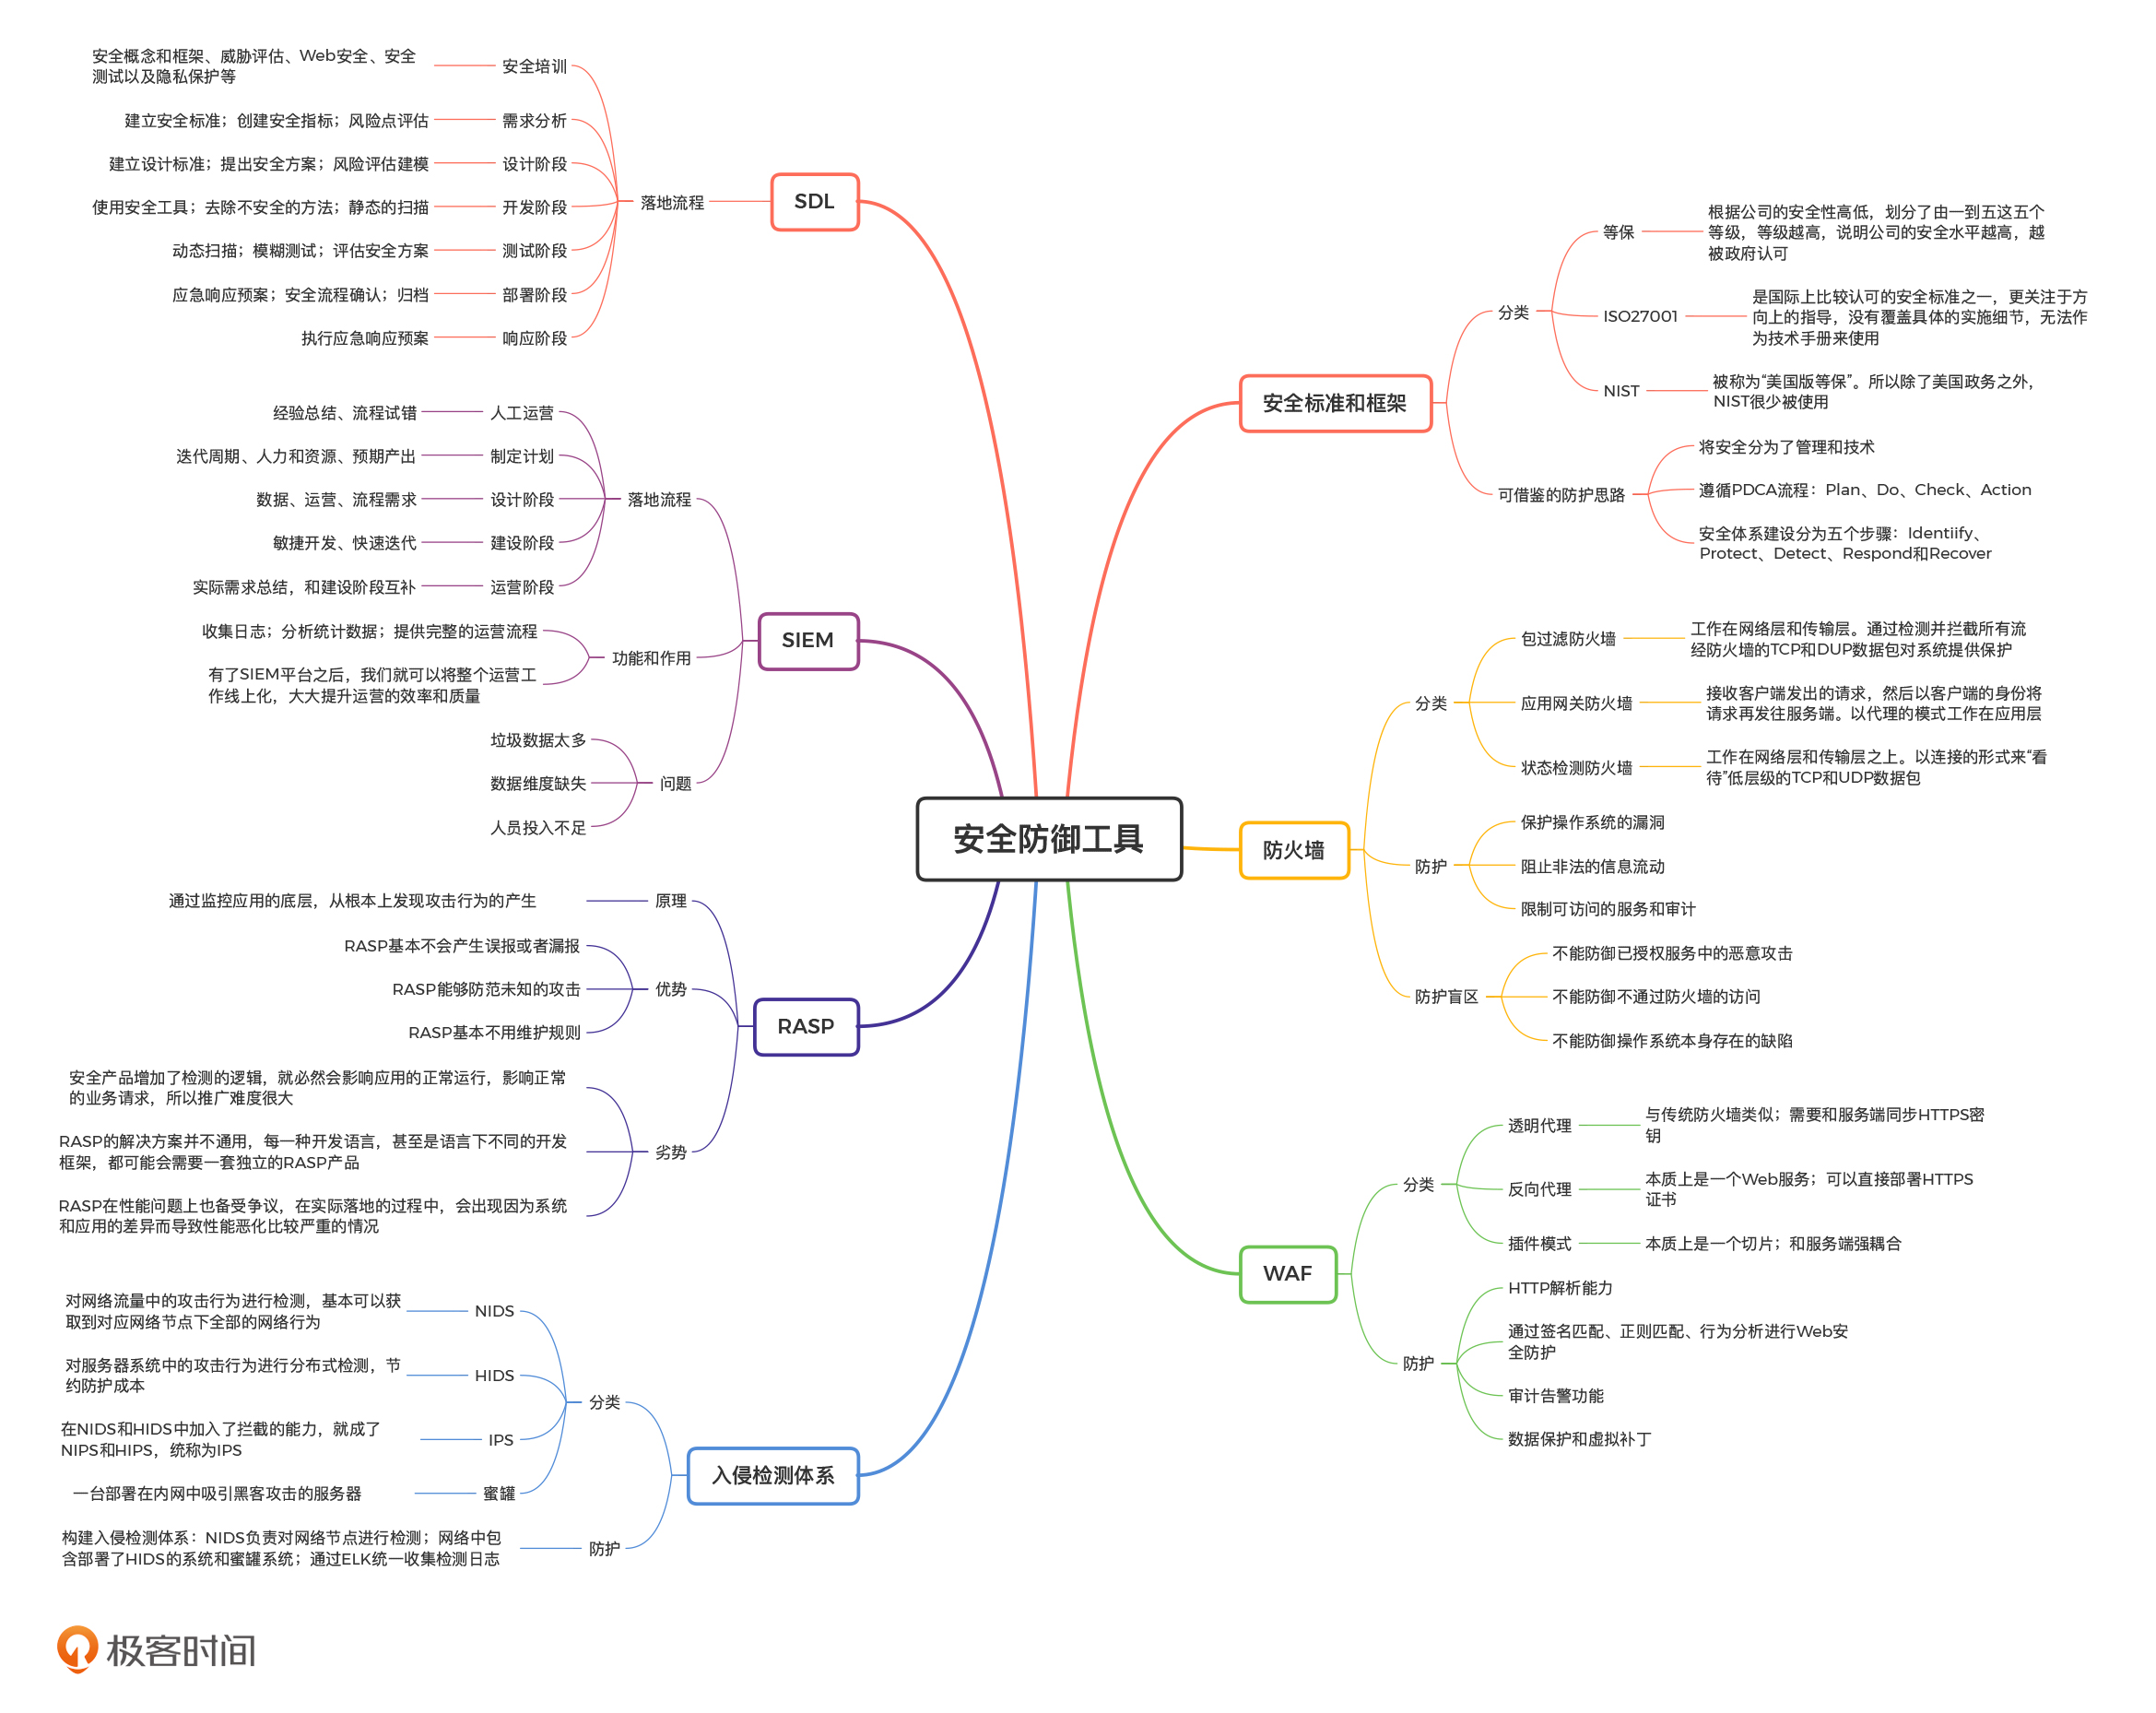 安全防御工具
SDL
落地流程
安全培训
安全概念和框架、威胁评估、Web安全、安全
测试以及隐私保护等
需求分析
建立安全标准；创建安全指标；风险点评估
设计阶段
建立设计标准；提出安全方案；风险评估建模
开发阶段
使用安全工具；去除不安全的方法；静态的扫描
测试阶段
动态扫描；模糊测试；评估安全方案
部署阶段
应急响应预案；安全流程确认；归档
响应阶段
执行应急响应预案
SIEM
落地流程
人工运营
经验总结、流程试错
制定计划
迭代周期、人力和资源、预期产出
设计阶段
数据、运营、流程需求
建设阶段
敏捷开发、快速迭代
运营阶段
实际需求总结，和建设阶段互补
功能和作用
收集日志；分析统计数据；提供完整的运营流程
有了SIEM平台之后，我们就可以将整个运营工
作线上化，大大提升运营的效率和质量
问题
垃圾数据太多
数据维度缺失
人员投入不足
RASP
原理
通过监控应用的底层，从根本上发现攻击行为的产生
优势
RASP基本不会产生误报或者漏报
RASP能够防范未知的攻击
RASP基本不用维护规则
劣势
安全产品增加了检测的逻辑，就必然会影响应用的正常运行，影响正常
的业务请求，所以推广难度很大
RASP的解决方案并不通用，每一种开发语言，甚至是语言下不同的开发
框架，都可能会需要一套独立的RASP产品
RASP在性能问题上也备受争议，在实际落地的过程中，会出现因为系统
和应用的差异而导致性能恶化比较严重的情况
入侵检测体系
分类
NIDS
对网络流量中的攻击行为进行检测，基本可以获
取到对应网络节点下全部的网络行为
HIDS
对服务器系统中的攻击行为进行分布式检测，节
约防护成本
IPS
在NIDS和HIDS中加入了拦截的能力，就成了
NIPS和HIPS，统称为IPS
蜜罐
一台部署在内网中吸引黑客攻击的服务器
防护
构建入侵检测体系：NIDS负责对网络节点进行检测；网络中包
含部署了HIDS的系统和蜜罐系统；通过ELK统一收集检测日志
安全标准和框架
分类
等保
根据公司的安全性高低，划分了由一到五这五个
等级，等级越高，说明公司的安全水平越高，越
被政府认可
ISO27001
是国际上比较认可的安全标准之一，更关注于方
向上的指导，没有覆盖具体的实施细节，无法作
为技术手册来使用
NIST
被称为“美国版等保”。所以除了美国政务之外，
NIST很少被使用
可借鉴的防护思路
将安全分为了管理和技术
遵循PDCA流程：Plan、Do、Check、Action
安全体系建设分为五个步骤：Identiify、
Protect、Detect、Respond和Recover
防火墙
分类
包过滤防火墙
工作在网络层和传输层。通过检测并拦截所有流
经防火墙的TCP和DUP数据包对系统提供保护
应用网关防火墙
接收客户端发出的请求，然后以客户端的身份将
请求再发往服务端。以代理的模式工作在应用层
状态检测防火墙
工作在网络层和传输层之上。以连接的形式来“看
待”低层级的TCP和UDP数据包
防护
保护操作系统的漏洞
阻止非法的信息流动
限制可访问的服务和审计
防护盲区
不能防御已授权服务中的恶意攻击
不能防御不通过防火墙的访问
不能防御操作系统本身存在的缺陷
WAF
分类
透明代理
与传统防火墙类似；需要和服务端同步HTTPS密
钥
反向代理
本质上是一个Web服务；可以直接部署HTTPS
证书
插件模式
本质上是一个切片；和服务端强耦合
防护
HTTP解析能力
通过签名匹配、正则匹配、行为分析进行Web安
全防护
审计告警功能
数据保护和虚拟补丁
极客时间